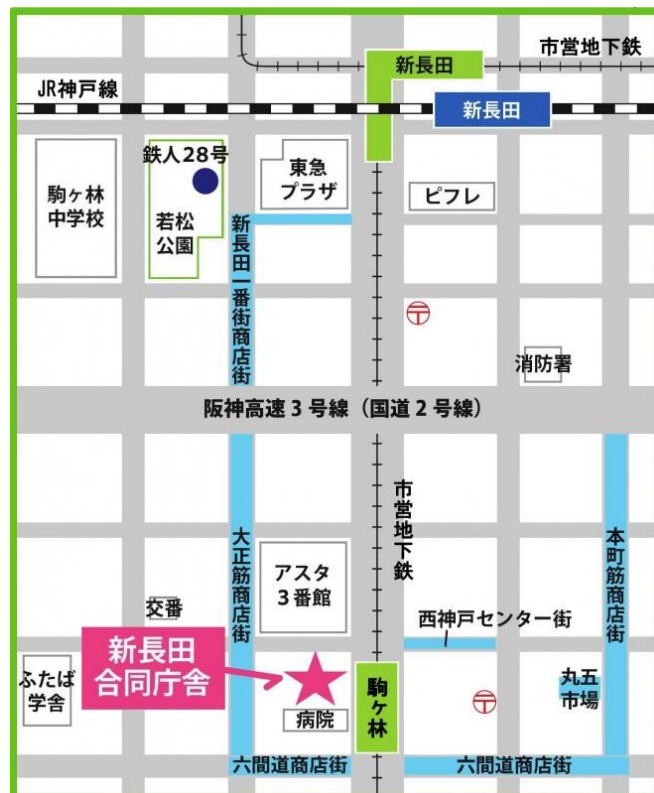 市営地下鉄
新長田
JR神戸線
新長田
鉄人28号
東急
プラザ
駒ヶ林
中学校
若松
公園
ピフレ
新長田一番街商店街
〒
消防署
阪神高速3号線（国道2号線）
市営地下鉄
大正筋商店街
本町筋商店街
アスタ
3番館
交番
西神戸センター街
新長田
合同庁舎
ふたば
学舎
駒ヶ林
丸五
市場
〒
病院
六間道商店街
六間道商店街